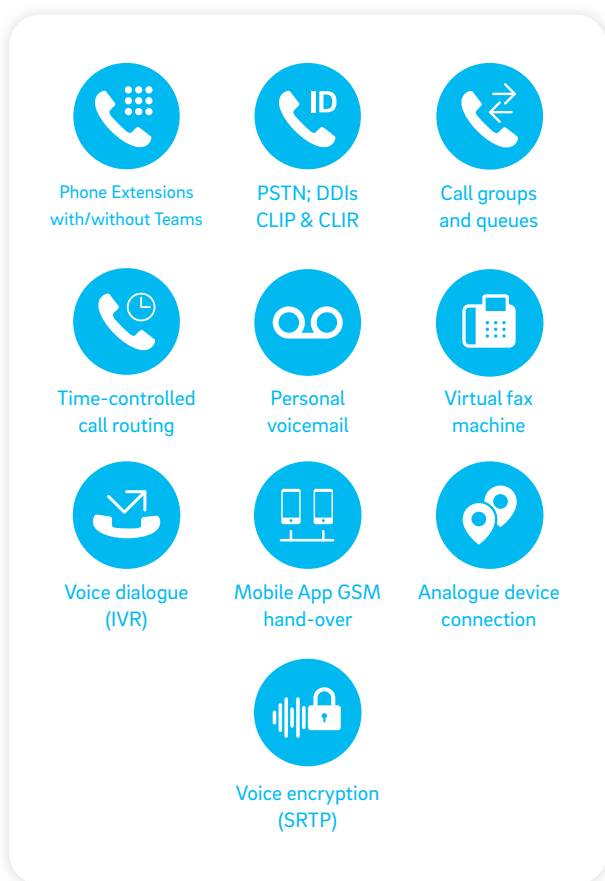 ID
Phone Extensions
with/without Teams
PSTN; DDIs
CLIP & CLIR
Call groups
and queues
Time-controlled
call routing
Personal
voicemail
Virtual fax
machine
Voice dialogue
(IVR)
Mobile App GSM
hand-over
Analogue device
connection
Voice encryption
(SRTP)